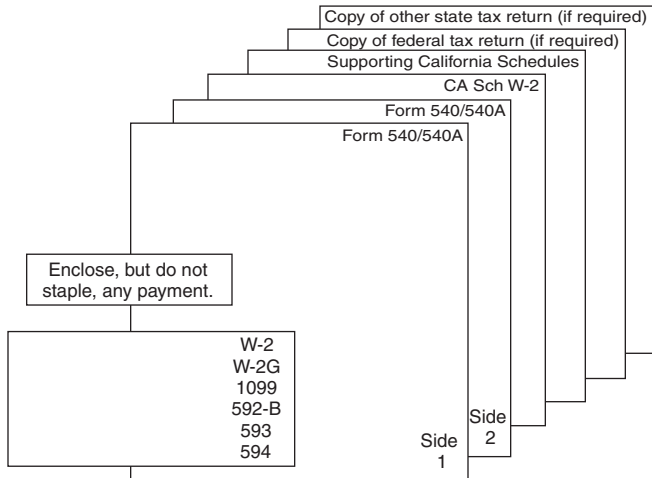 Copy of other state tax return (if required)
Copy of federal tax return (if required)
Supporting California Schedules
CA Sch W-2
Form 540/540A
Form 540/540A
Enclose, but do not
staple, any payment.
W-2
W-2G
1099
592-B
593
594
Side
1
Side
2